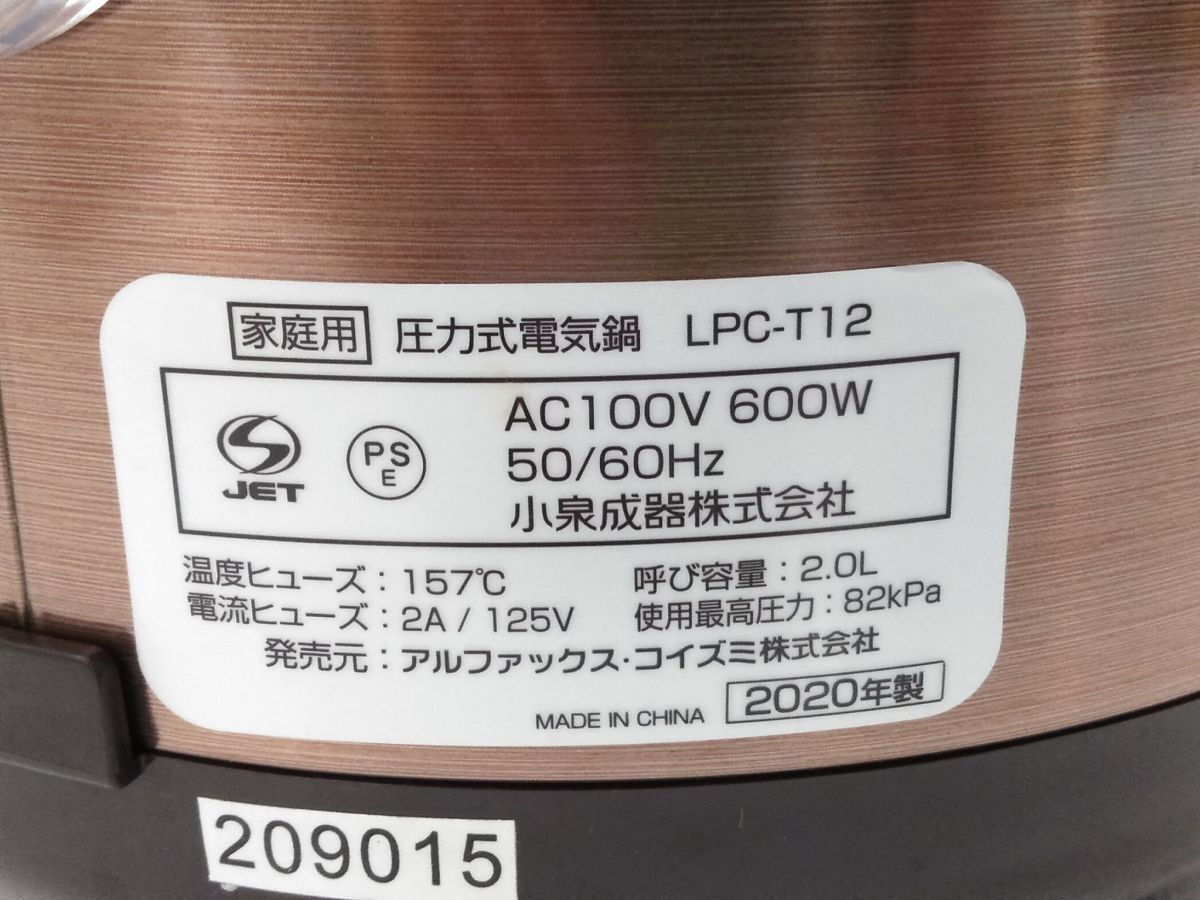 家庭用 圧力式電気鍋 LPC-T12
JET
PS
E
AC100V 600W
50/60Hz
小泉成器株式会社
温度ヒューズ：157℃ 呼び容量：2.0L
電流ヒューズ：2A / 125V 使用最高圧力：82kPa
発売元：アルファックス・コイズミ株式会社
MADE IN CHINA 2020年製
209015